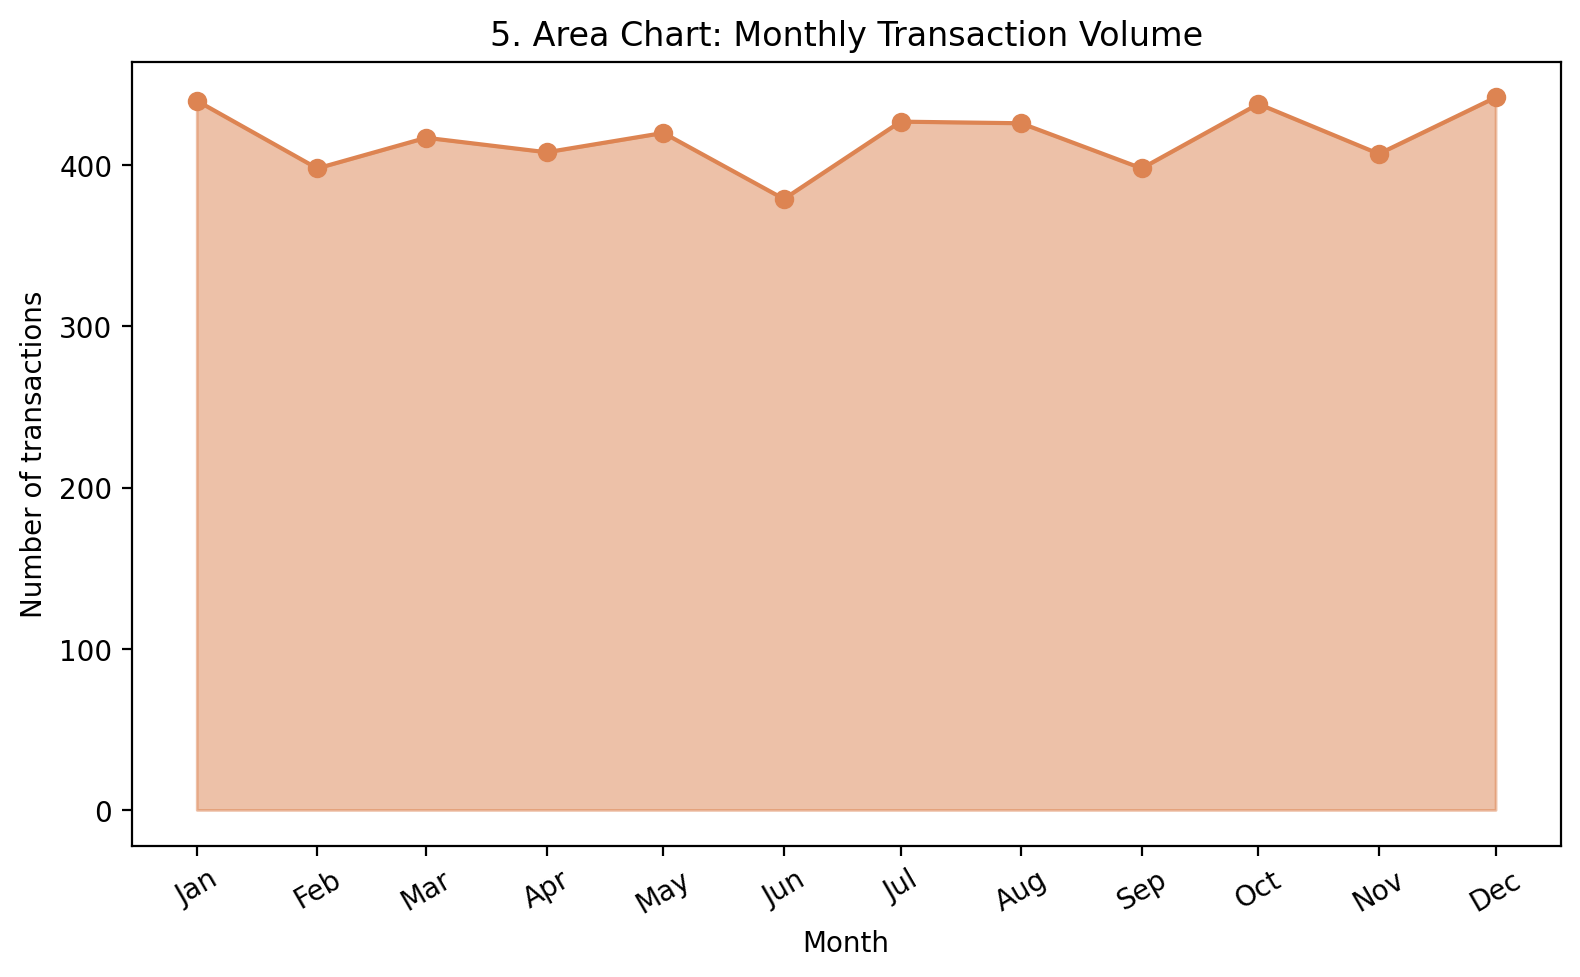 5. Area Chart: Monthly Transaction Volume
Number of transactions
400
300
200
100
0
Jan Feb Mar Apr May Jun Jul Aug Sep Oct Nov Dec
Month